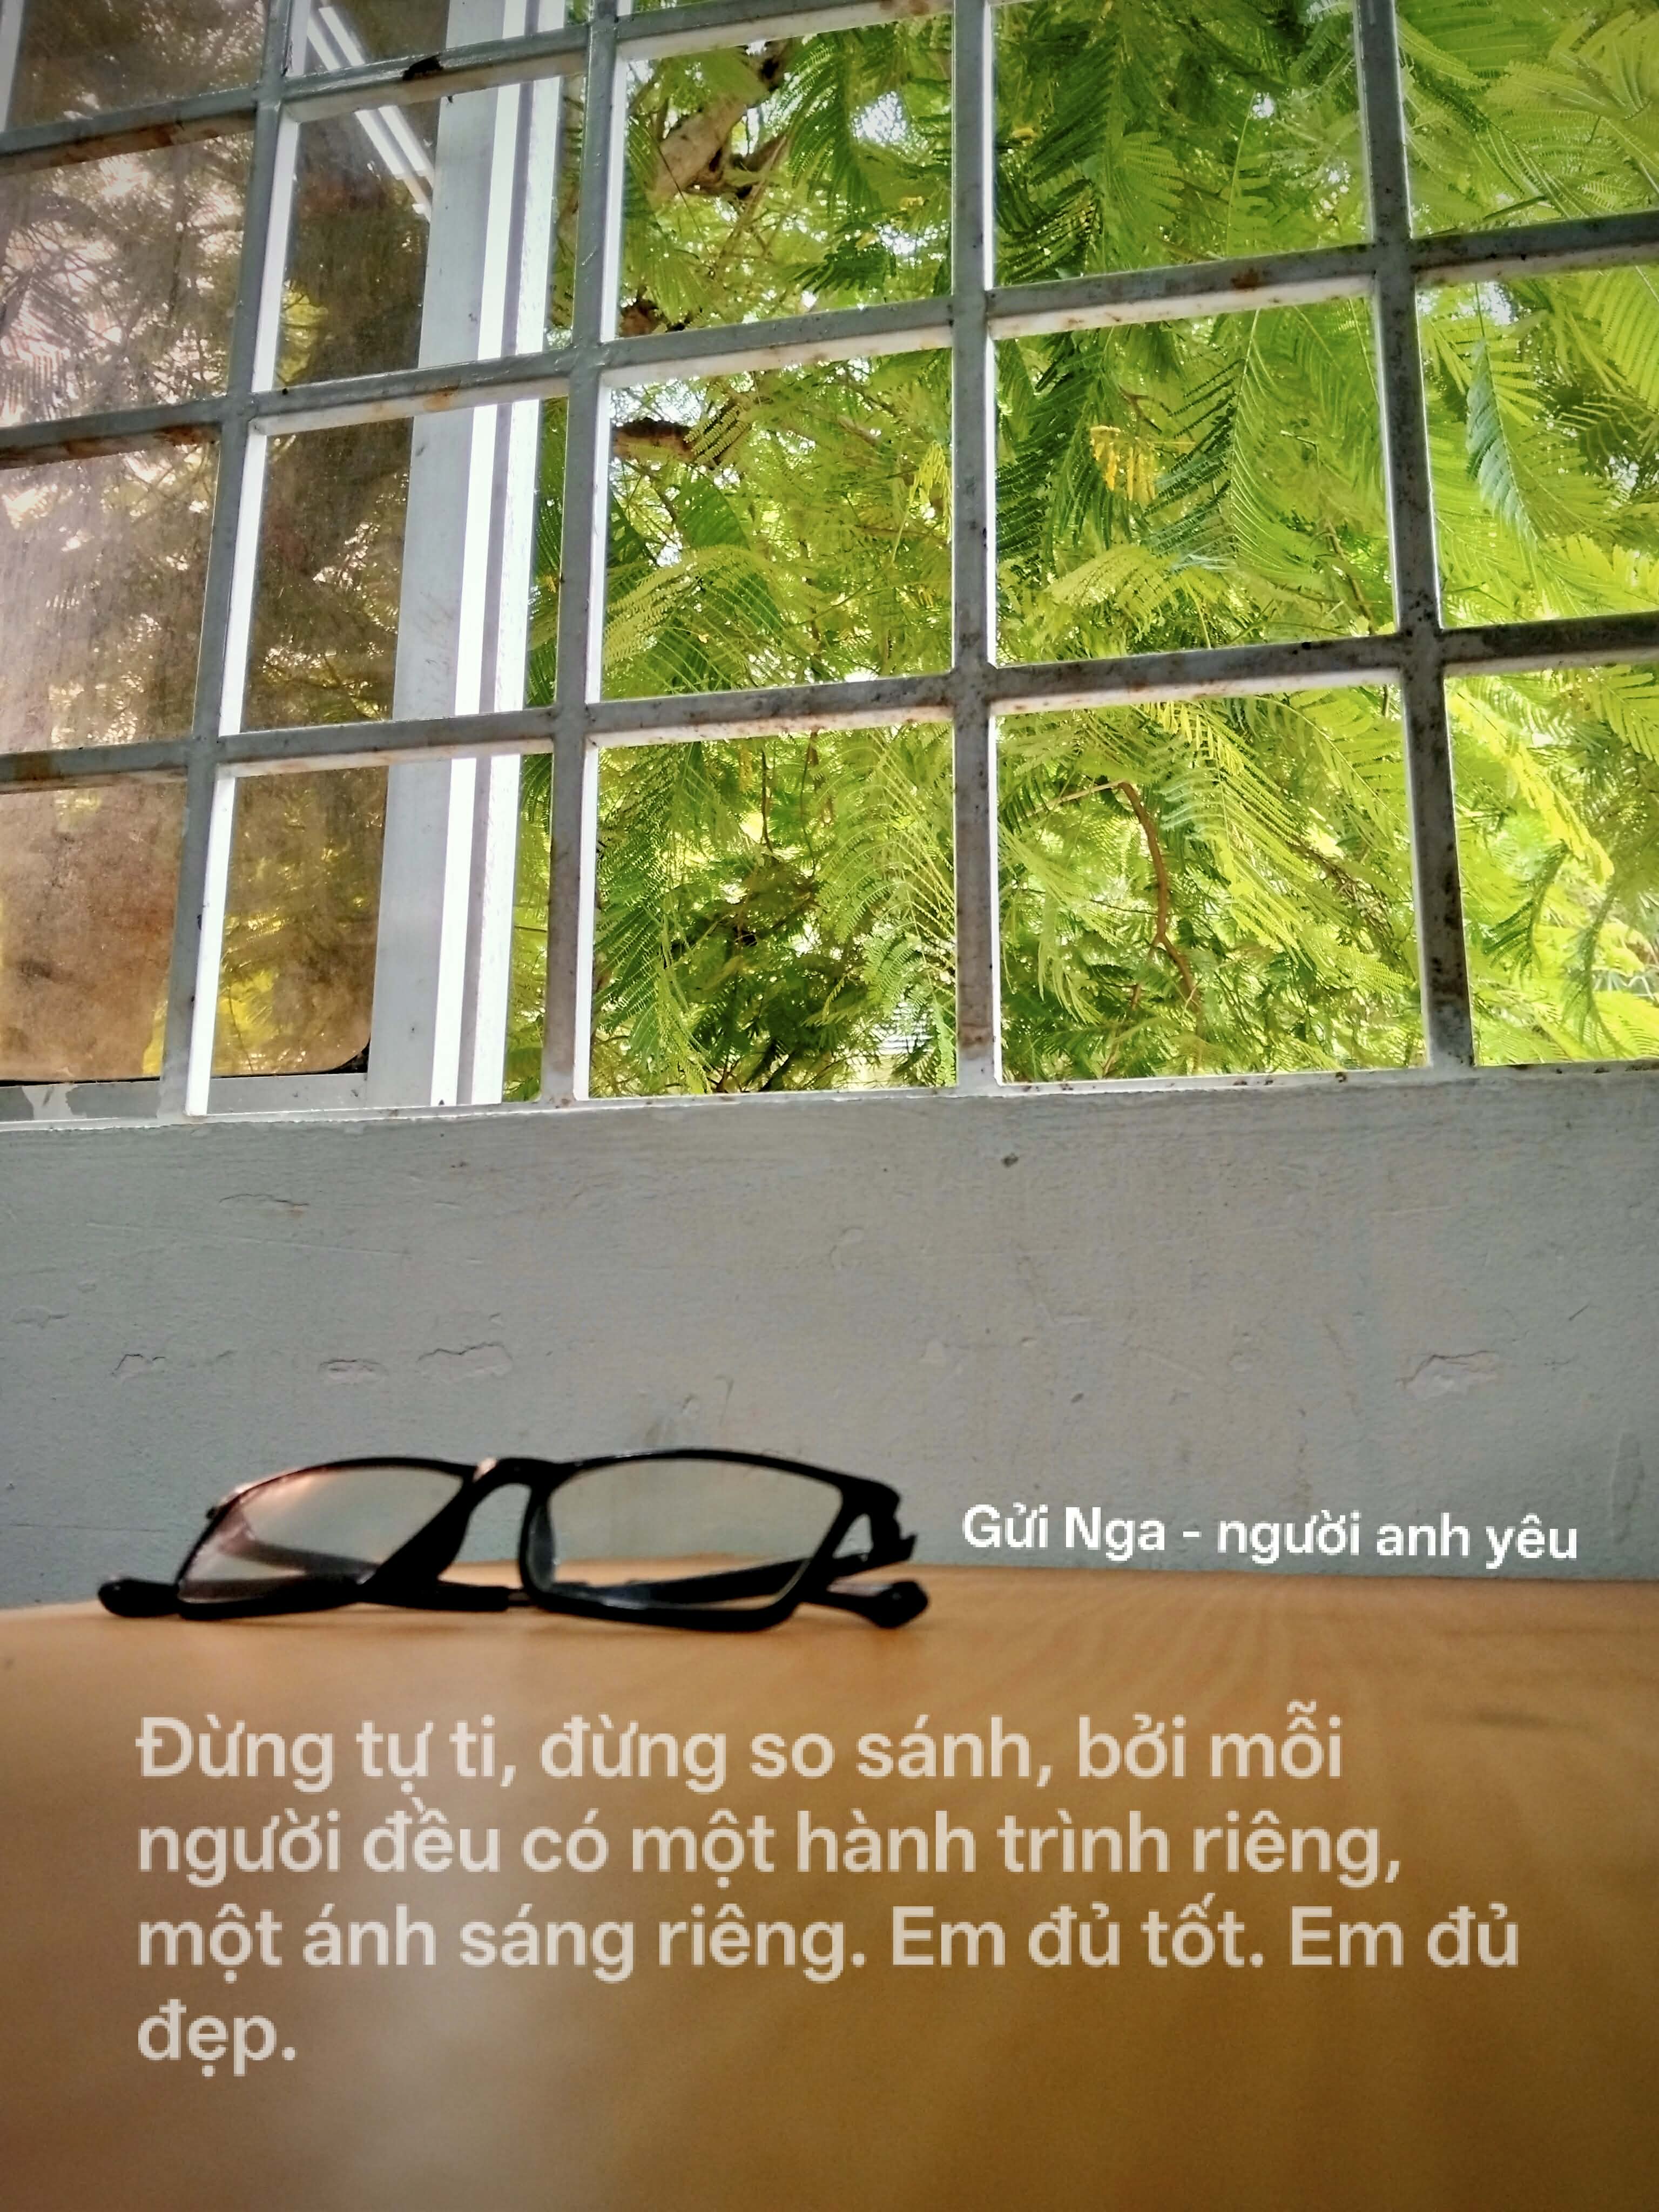 Gửi Nga - người anh yêu
Đừng tự ti, đừng so sánh, bởi mỗi
người đều có một hành trình riêng,
một ánh sáng riêng. Em đủ tốt. Em đủ
đẹp.